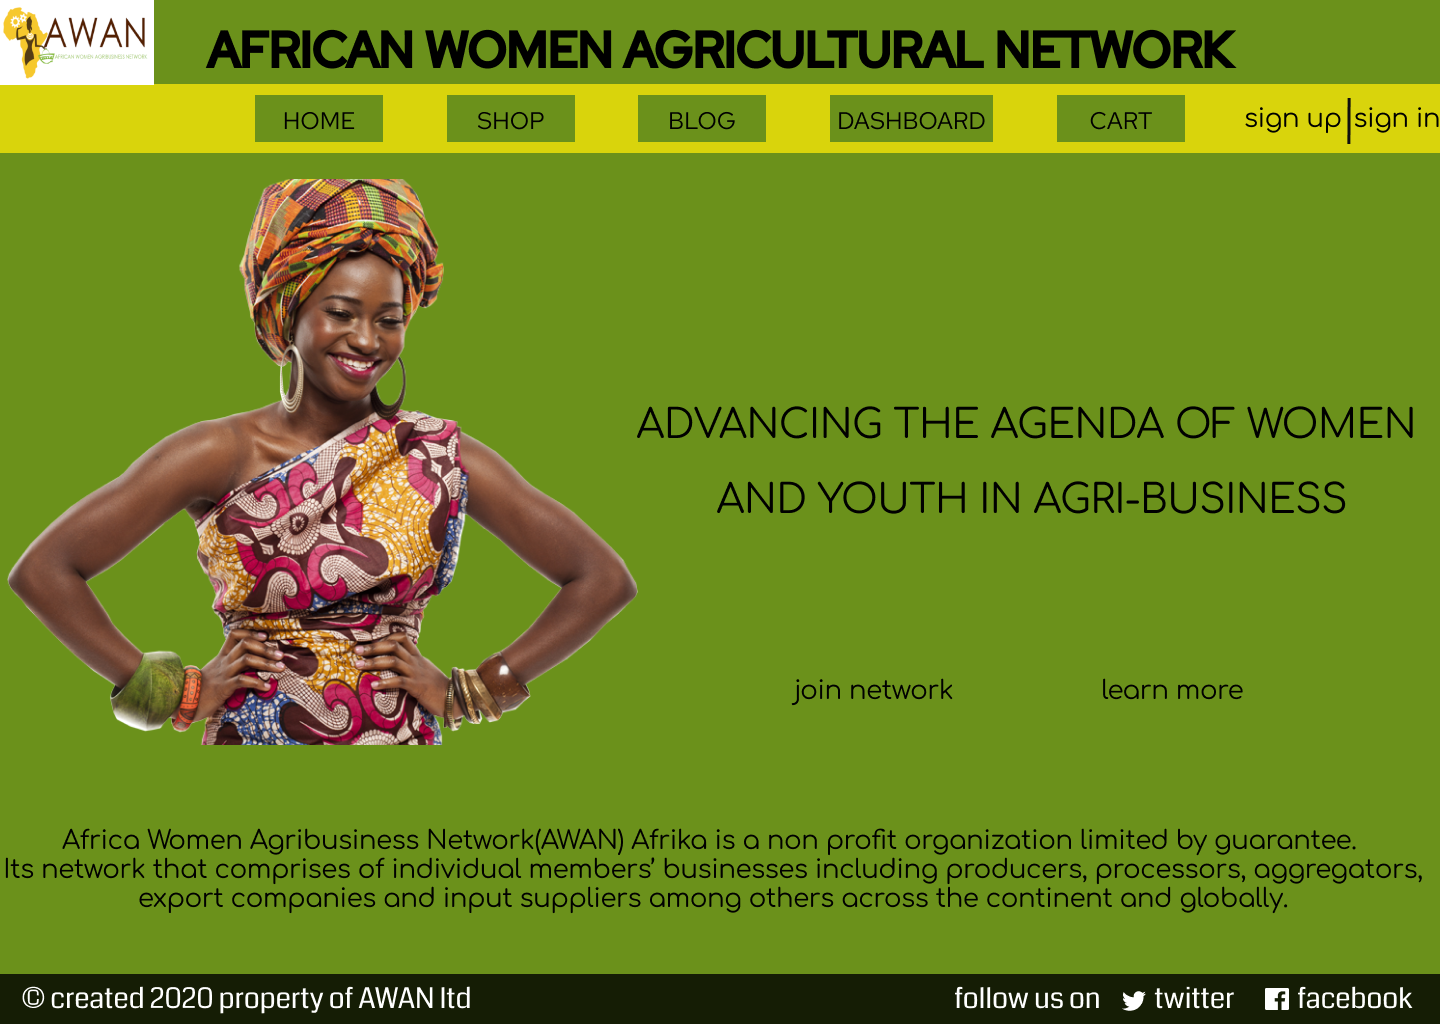 AWAN
AFRICAN WOMEN AGRIBUSINESS NETWORK
AFRICAN WOMEN AGRICULTURAL NETWORK
HOME
SHOP
BLOG
DASHBOARD
CART
sign up
sign in
ADVANCING THE AGENDA OF WOMEN
AND YOUTH IN AGRI-BUSINESS
join network
learn more
Africa Women Agribusiness Network(AWAN) Afrika is a non profit organization limited by guarantee.
Its network that comprises of individual members’ businesses including producers, processors, aggregators,
export companies and input suppliers among others across the continent and globally.
© created 2020 property of AWAN ltd
follow us on
twitter
facebook